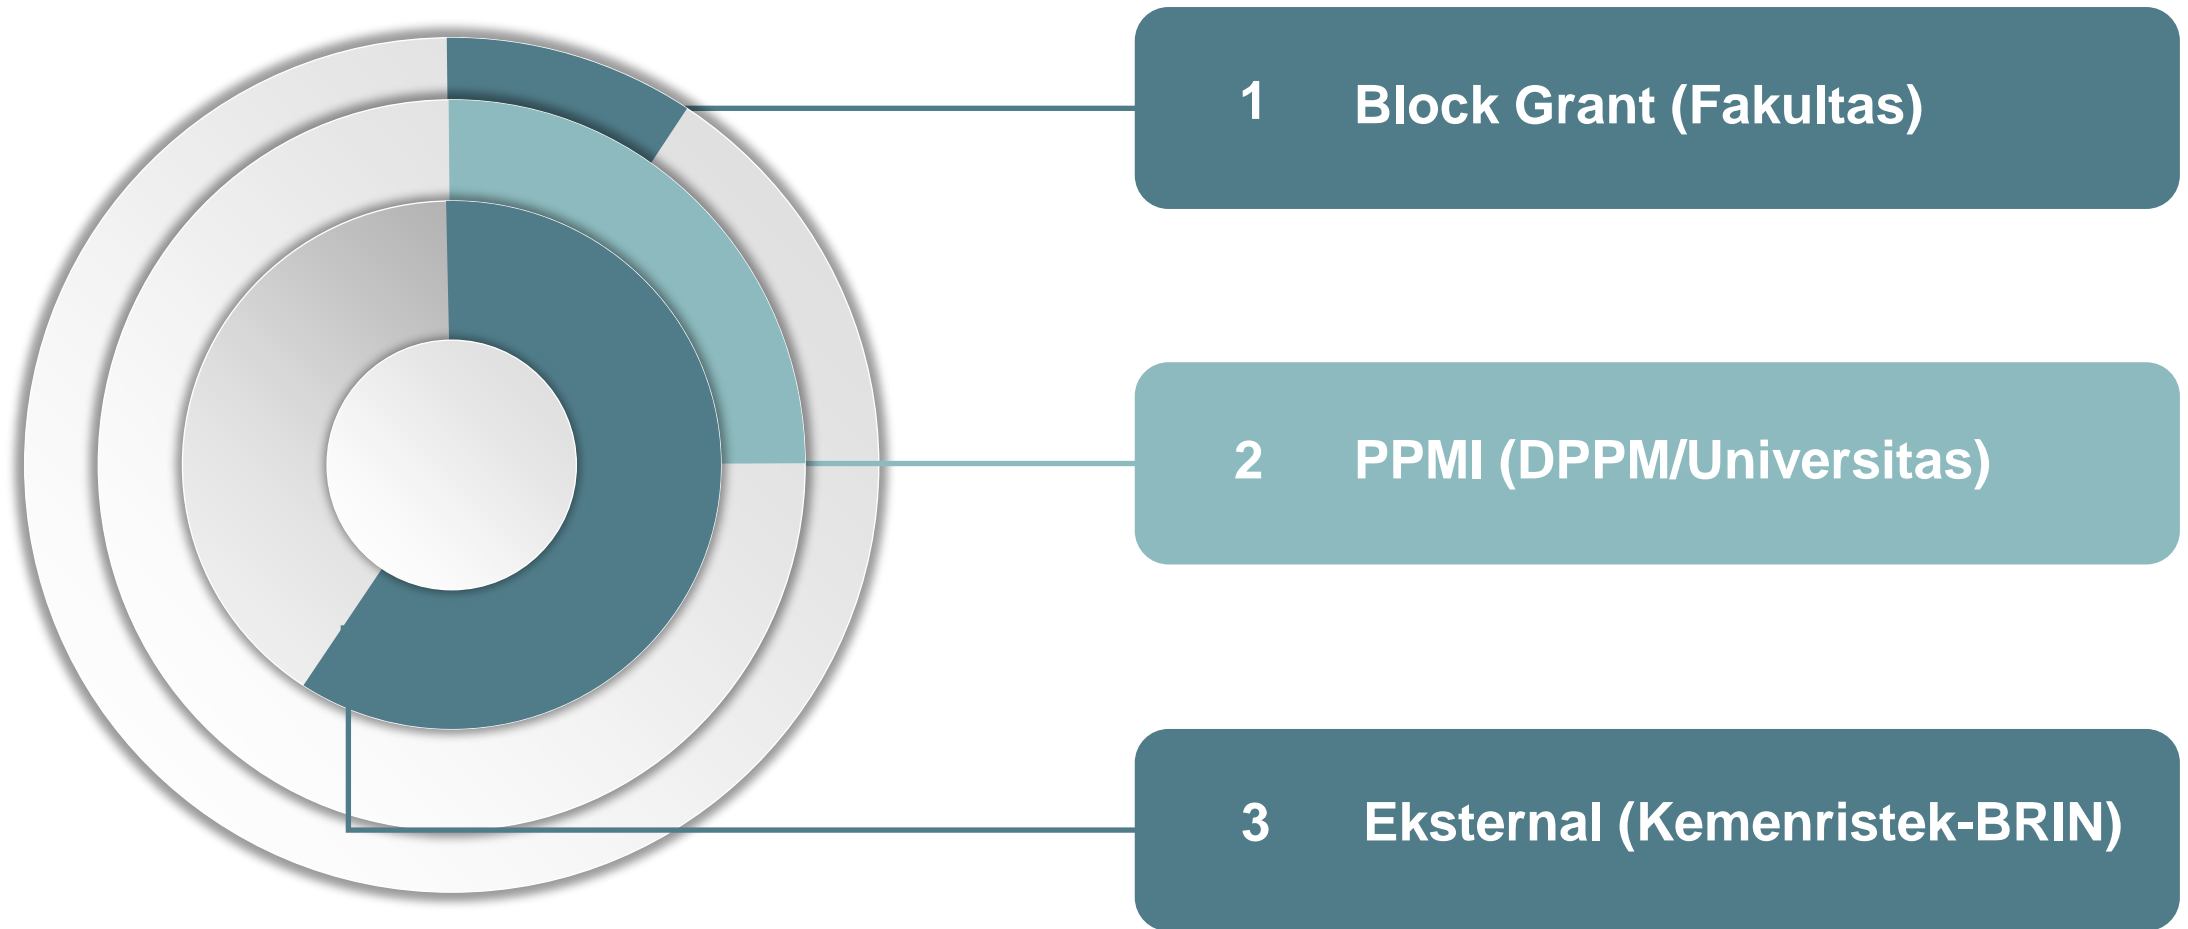 1 Block Grant (Fakultas)
2 PPMI (DPPM/Universitas)
3 Eksternal (Kemenristek-BRIN)